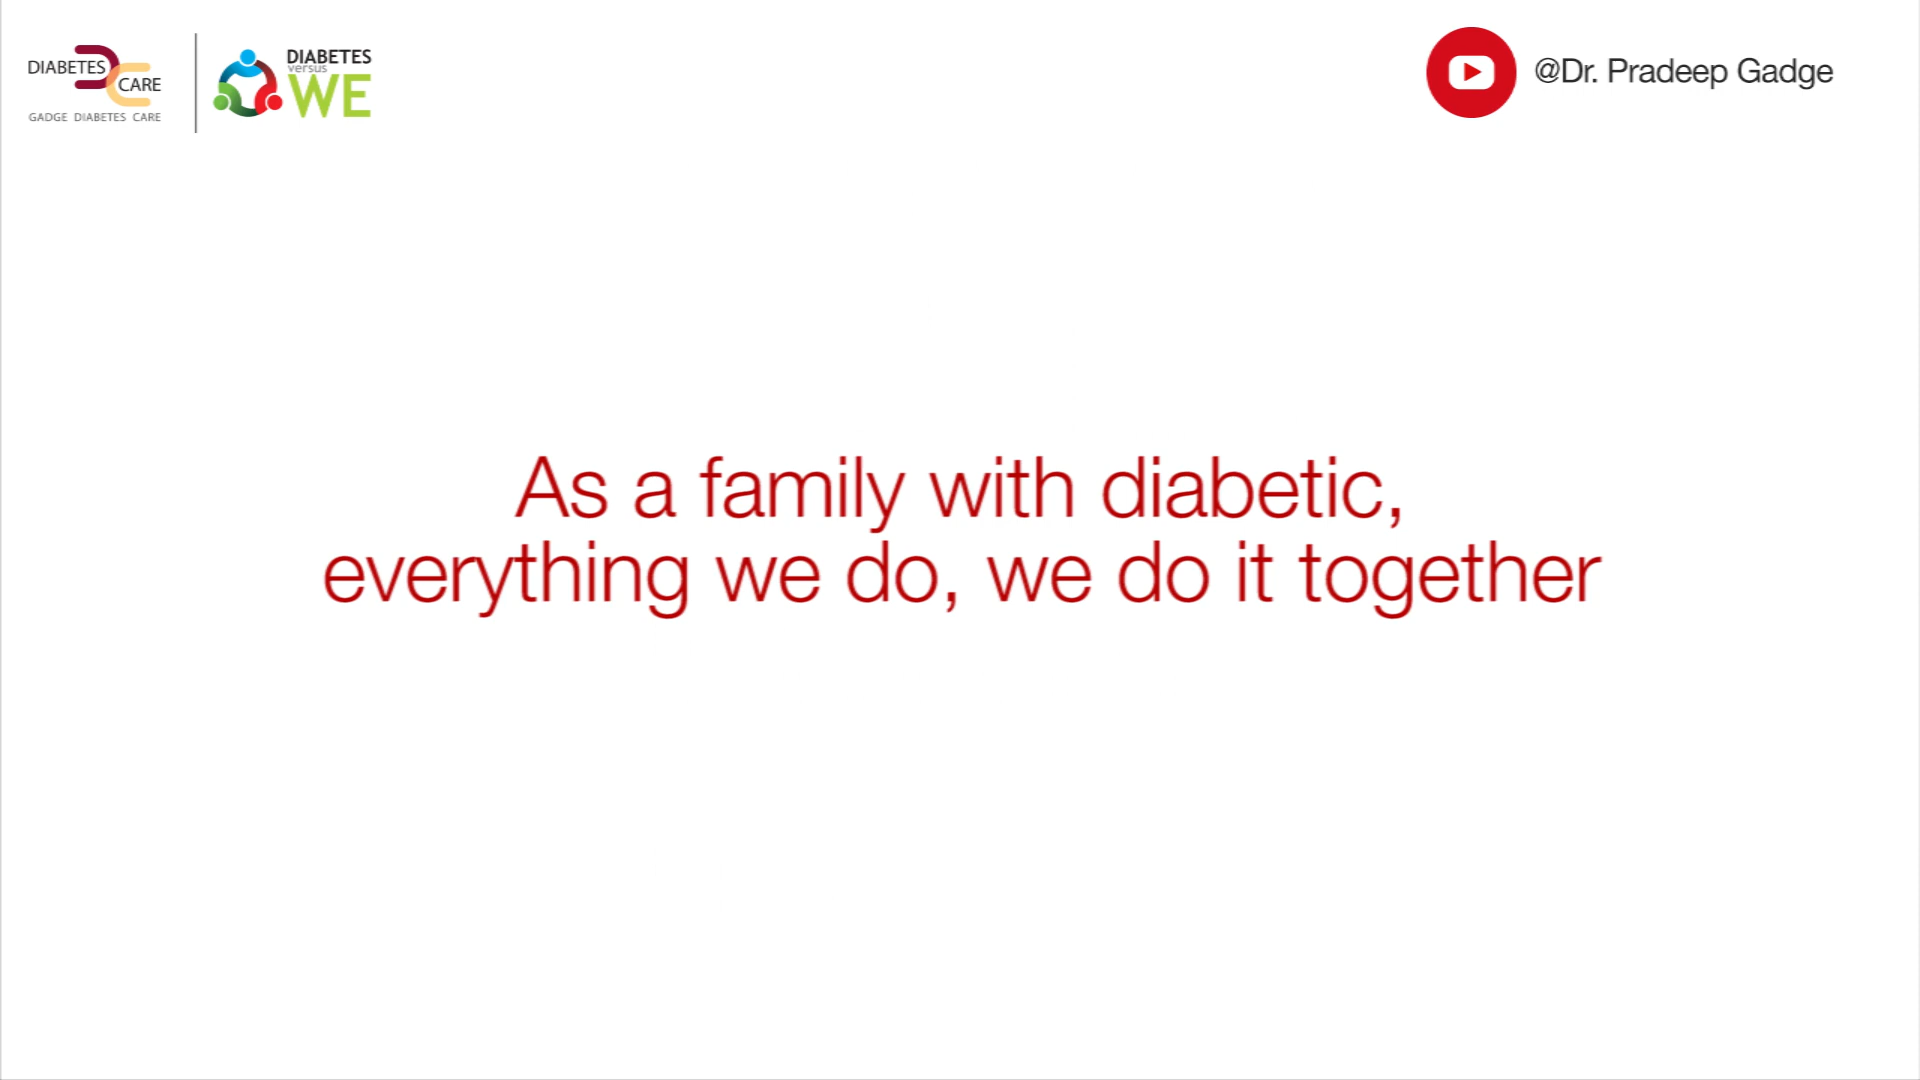 DIABETES
CARE
GADGE DIABETES CARE
DIABETES
versus
WE
@Dr. Pradeep Gadge
As a family with diabetic,
everything we do, we do it together